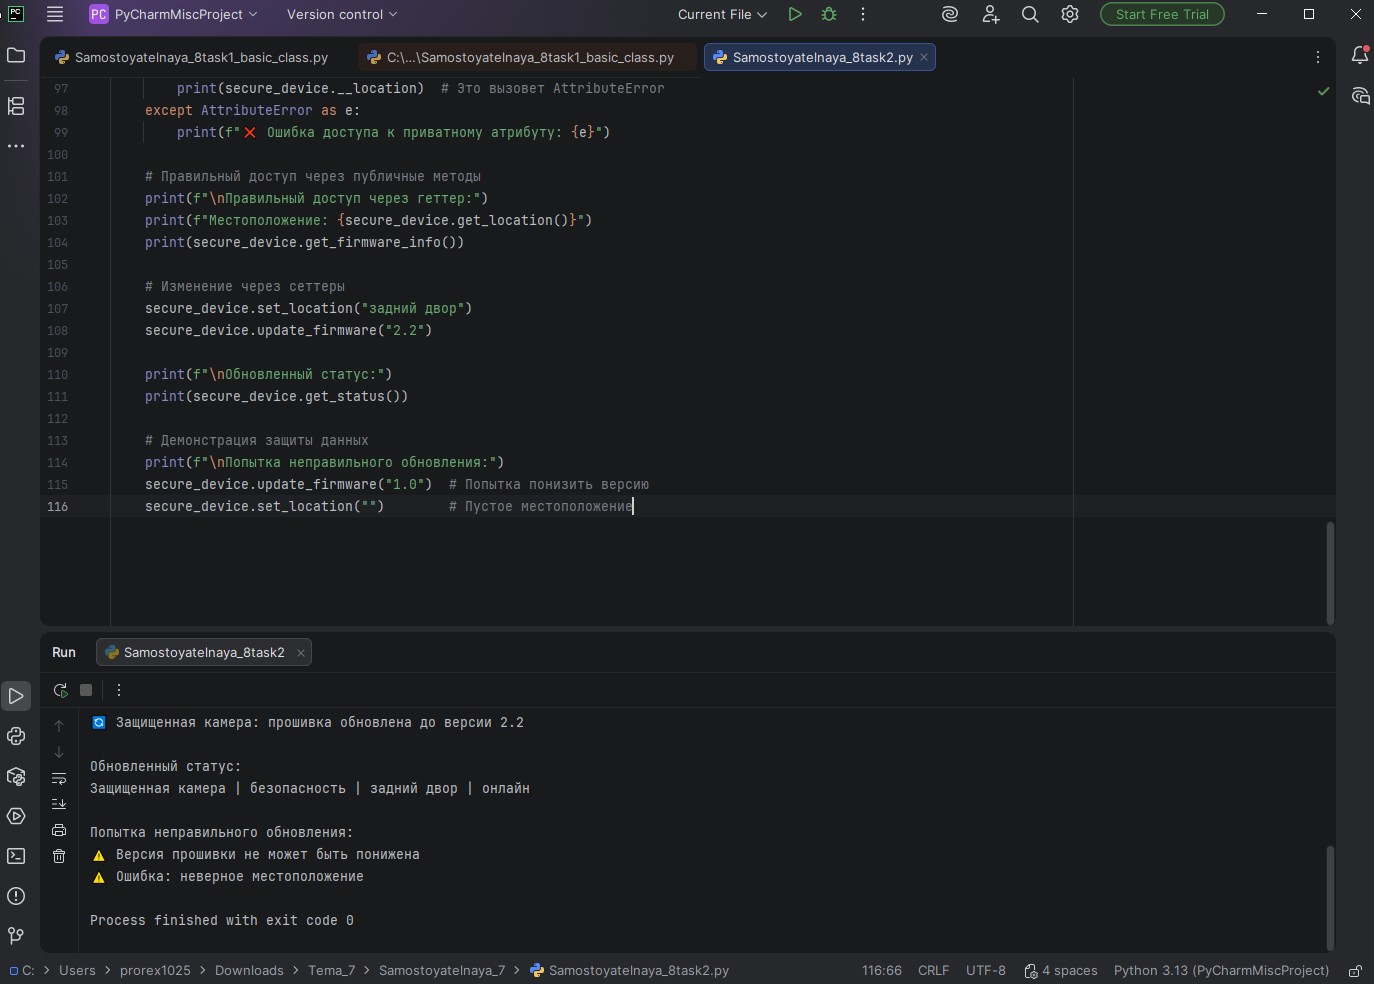 PC PyCharmMiscProject Version control Current File Start Free Trial
Samostoyatelnaya_8task1_basic_class.py C:\...\Samostoyatelnaya_8task1_basic_class.py Samostoyatelnaya_8task2.py
97 print(secure_device.__location) # Это вызовет AttributeError
98 except AttributeError as e:
99 print(f"❌ Ошибка доступа к приватному атрибуту: {e}")
100
101 # Правильный доступ через публичные методы
102 print(f"\nПравильный доступ через геттер:")
103 print(f"Местоположение: {secure_device.get_location()}")
104 print(secure_device.get_firmware_info())
105
106 # Изменение через сеттеры
107 secure_device.set_location("задний двор")
108 secure_device.update_firmware("2.2")
109
110 print(f"\nОбновленный статус:")
111 print(secure_device.get_status())
112
113 # Демонстрация защиты данных
114 print(f"\nПопытка неправильного обновления:")
115 secure_device.update_firmware("1.0") # Попытка понизить версию
116 secure_device.set_location("") # Пустое местоположение
Run Samostoyatelnaya_8task2
🔄 Защищенная камера: прошивка обновлена до версии 2.2
Обновленный статус:
Защищенная камера | безопасность | задний двор | онлайн
Попытка неправильного обновления:
⚠️ Версия прошивки не может быть понижена
⚠️ Ошибка: неверное местоположение
Process finished with exit code 0
C: > Users > prorex1025 > Downloads > Tema_7 > Samostoyatelnaya_7 > Samostoyatelnaya_8task2.py 116:66 CRLF UTF-8 4 spaces Python 3.13 (PyCharmMiscProject)